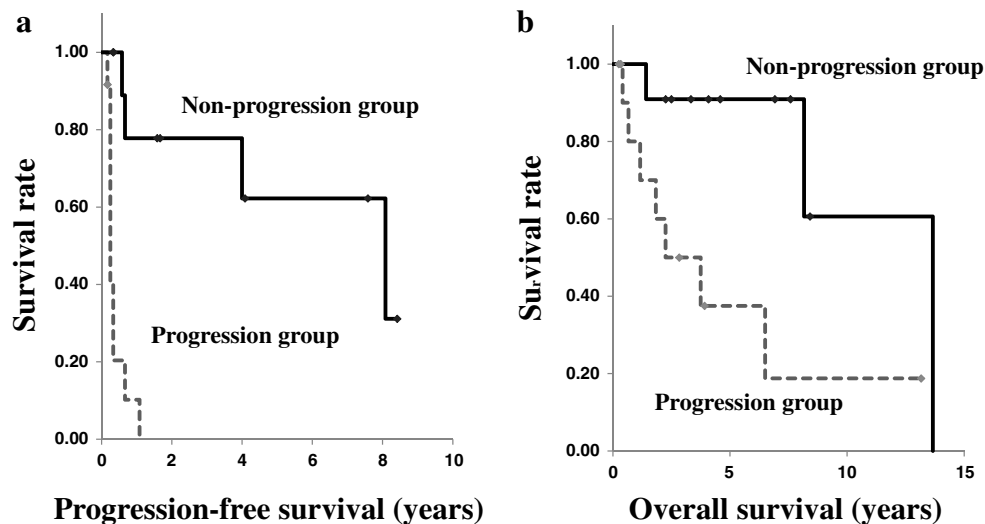 a
1.00
0.80
0.60
0.40
0.20
0.00
0
2
4
6
8
10
Survival rate
Non-progression group
Progression group
Progression-free survival (years)
b
1.00
0.80
0.60
0.40
0.20
0.00
0
5
10
15
Survival rate
Non-progression group
Progression group
Overall survival (years)